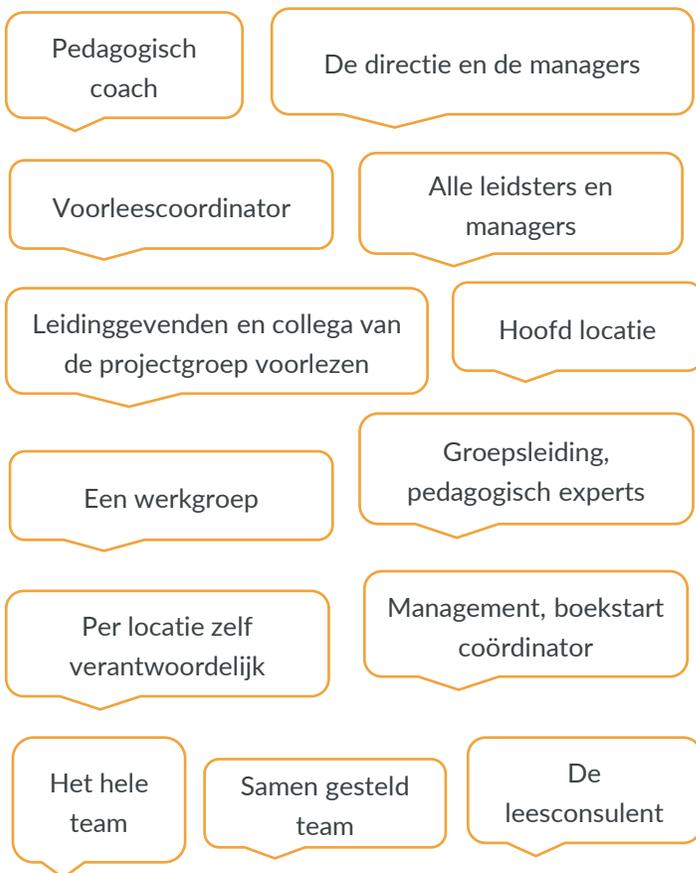 Pedagogisch
coach
De directie en de managers
Voorleescoordinator
Alle leidsters en
managers
Leidinggevenden en collega van
de projectgroep voorlezen
Hoofd locatie
Een werkgroep
Groepsleiding,
pedagogisch experts
Per locatie zelf
verantwoordelijk
Management, boekstart
coördinator
Het hele
team
Samen gesteld
team
De
leesconsulent